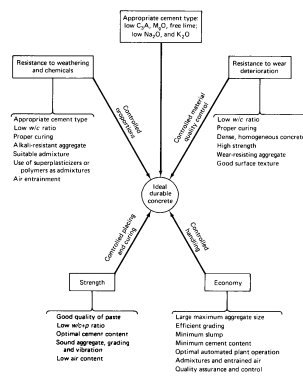 Appropriate cement type:
low C₃A, MgO, free lime;
low Na₂O, and K₂O
Resistance to weathering
and chemicals
Appropriate cement type
Low w/c ratio
Proper curing
Alkali-resistant aggregate
Suitable admixture
Use of superplasticizers or
polymers as admixtures
Air entrainment
Resistance to wear
deterioration
Low w/c ratio
Proper curing
Dense, homogeneous concrete
High strength
Wear-resisting aggregate
Good surface texture
Controlled
proportions
Controlled material
quality control
Ideal
durable
concrete
Controlled placing
and curing
Controlled
handling
Strength
Good quality of paste
Low w/c+p ratio
Optimal cement content
Sound aggregate, grading
and vibration
Low air content
Economy
Large maximum aggregate size
Efficient grading
Minimum slump
Minimum cement content
Optimal automated plant operation
Admixtures and entrained air
Quality assurance and control